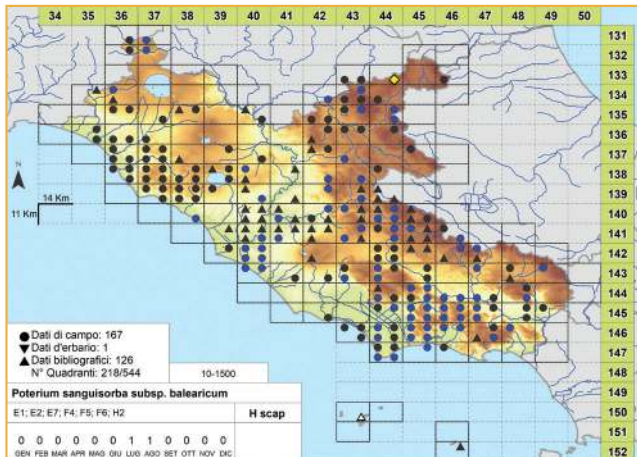 34 35 36 37 38 39 40 41 42 43 44 45 46 47 48 49 50
131
132
133
134
135
136
137
138
139
140
141
142
143
144
145
146
147
150
151
152
N
14 Km
11 Km
● Dati di campo: 167
▼ Dati d'erbario: 1
▲ Dati bibliografici: 126
N° Quadranti: 218/544
10-1500
Poterium sanguisorba subsp. balearicum
E1; E2; E7; F4; F5; F6; H2
H scap
0 0 0 0 0 0 1 1 0 0 0 0
GEN FEB MAR APR MAG GIU LUG AGO SET OTT NOV DIC